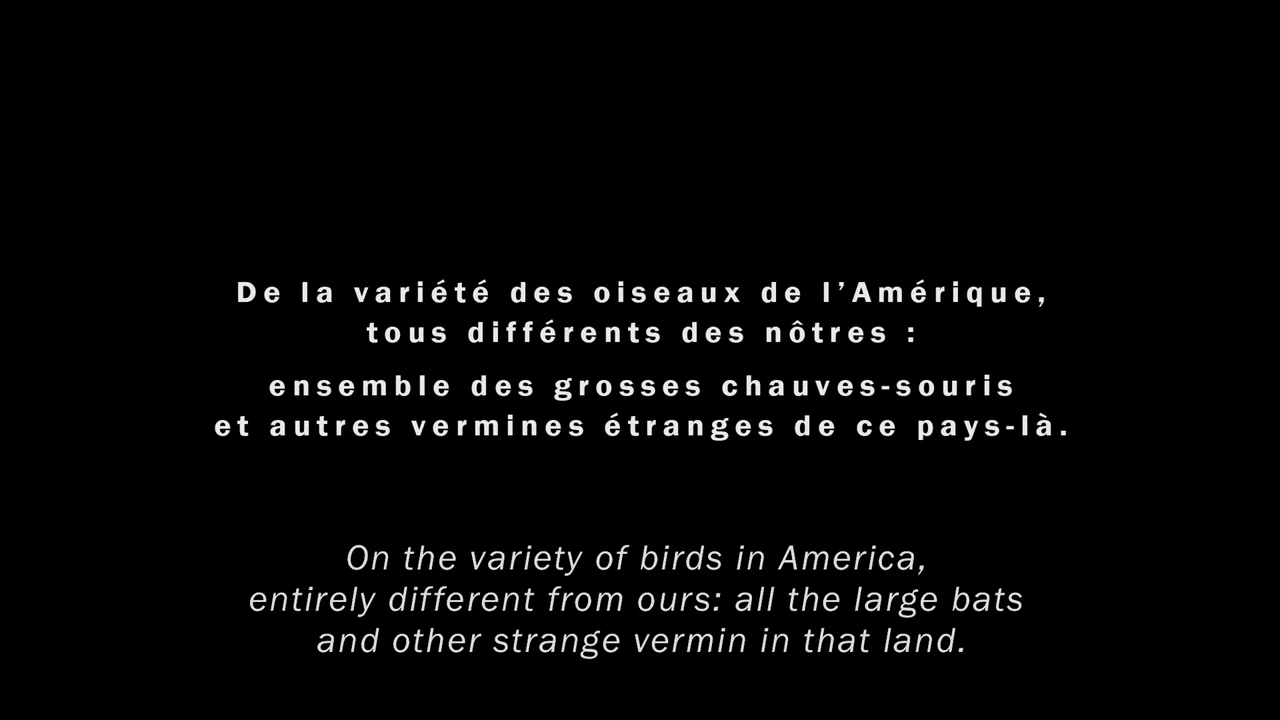 De la variété des oiseaux de l’Amérique,
tous différents des nôtres :
ensemble des grosses chauves-souris
et autres vermines étranges de ce pays-là.
On the variety of birds in America,
entirely different from ours: all the large bats
and other strange vermin in that land.